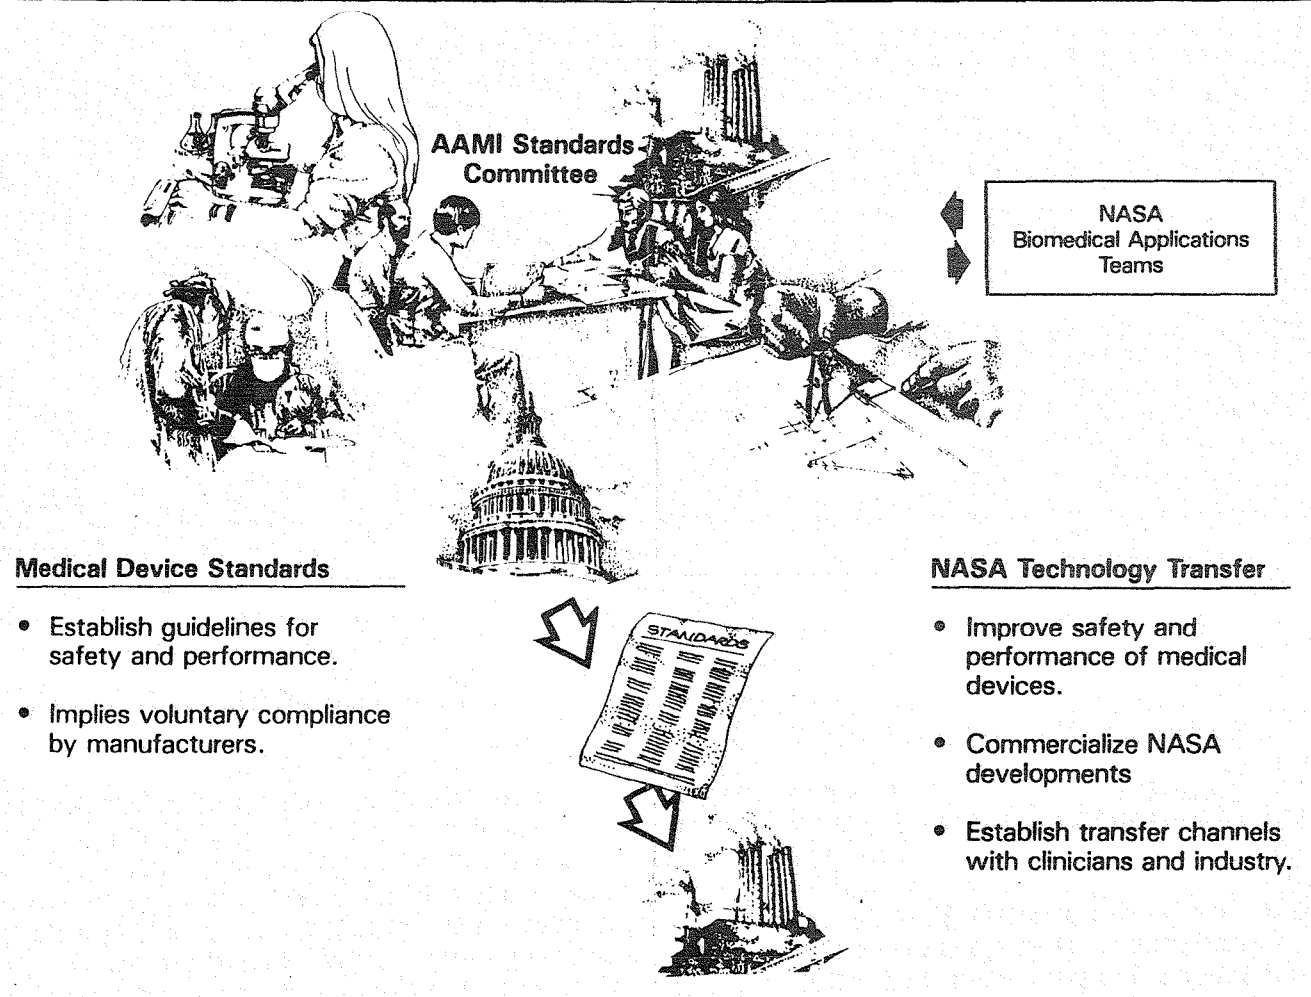 AAMI Standards
Committee
NASA
Biomedical Applications
Teams
Medical Device Standards
• Establish guidelines for
safety and performance.
• Implies voluntary compliance
by manufacturers.
STANDARDS
NASA Technology Transfer
• Improve safety and
performance of medical
devices.
• Commercialize NASA
developments
• Establish transfer channels
with clinicians and industry.